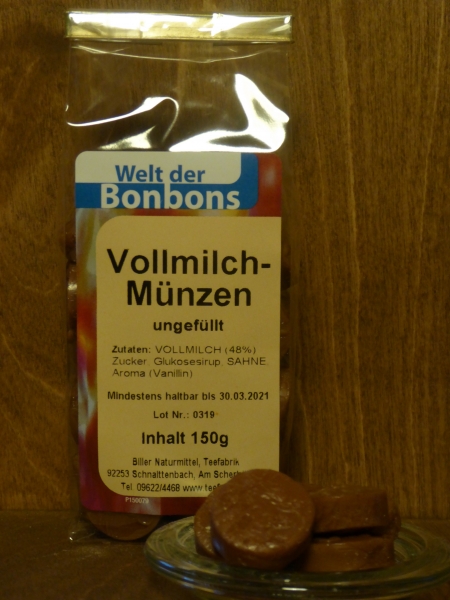 Welt der
Bonbons
Vollmilch-
Münzen
ungefüllt
Zutaten: VOLLMILCH (48%)
Zucker, Glukosesirup, SAHNE,
Aroma (Vanillin)
Mindestens haltbar bis 30.03.2021
Lot Nr.: 0319
Inhalt 150g
Biller Naturmittel, Teefabrik
92253 Schnaittenbach, Am
Tel. 09622/4468
P150079